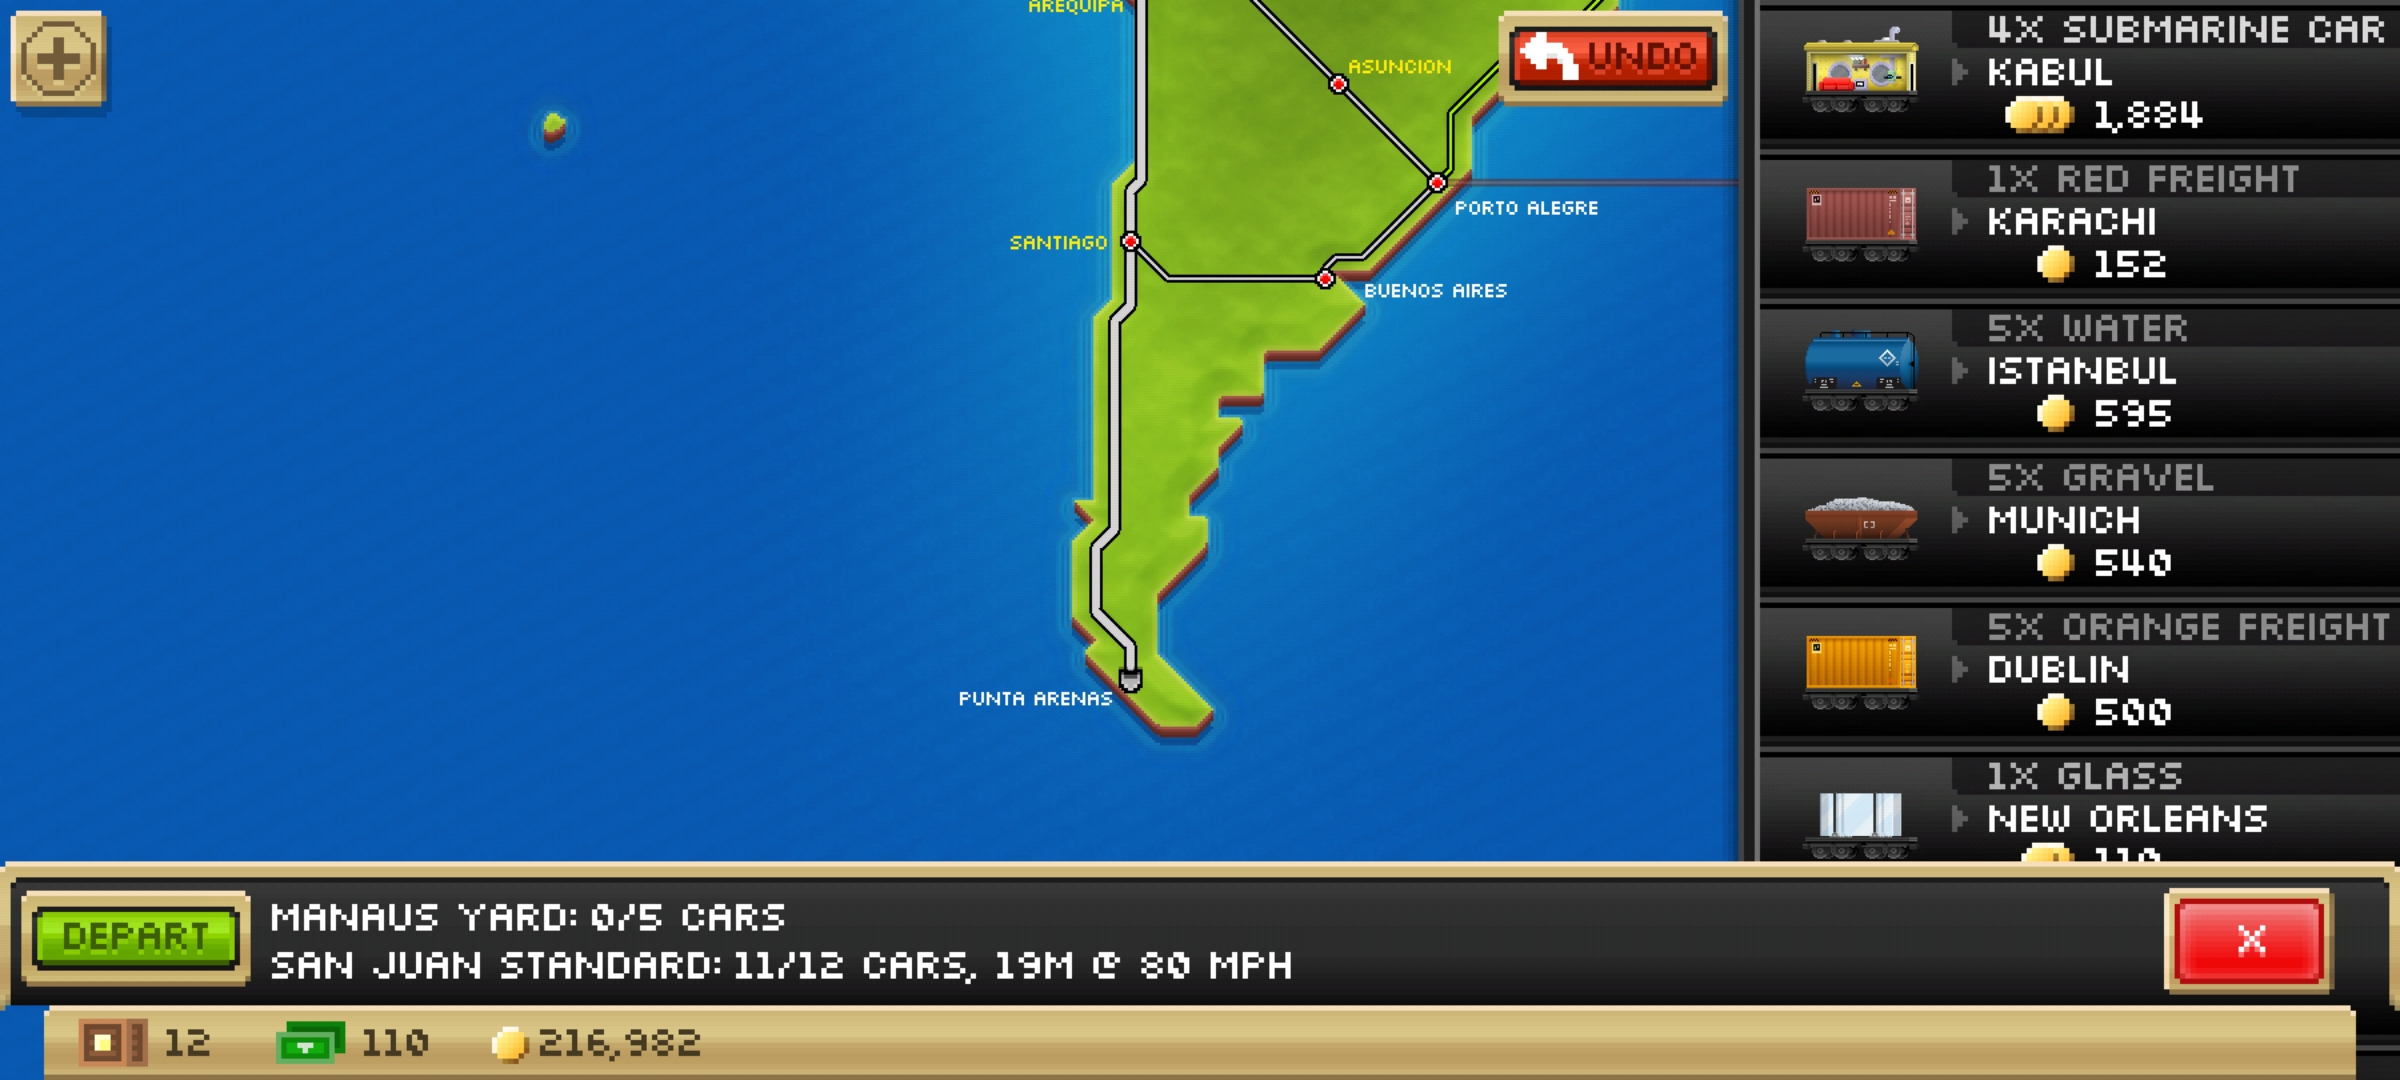 AREQUIPA
ASUNCION
UNDO
PORTO ALEGRE
SANTIAGO
BUENOS AIRES
PUNTA ARENAS
4X SUBMARINE CAR
KABUL
1,884
1X RED FREIGHT
KARACHI
152
5X WATER
ISTANBUL
595
5X GRAVEL
MUNICH
540
5X ORANGE FREIGHT
DUBLIN
500
1X GLASS
NEW ORLEANS
110
DEPART
MANAUS YARD: 0/5 CARS
SAN JUAN STANDARD: 11/12 CARS, 19M @ 80 MPH
X
12
110
216,982